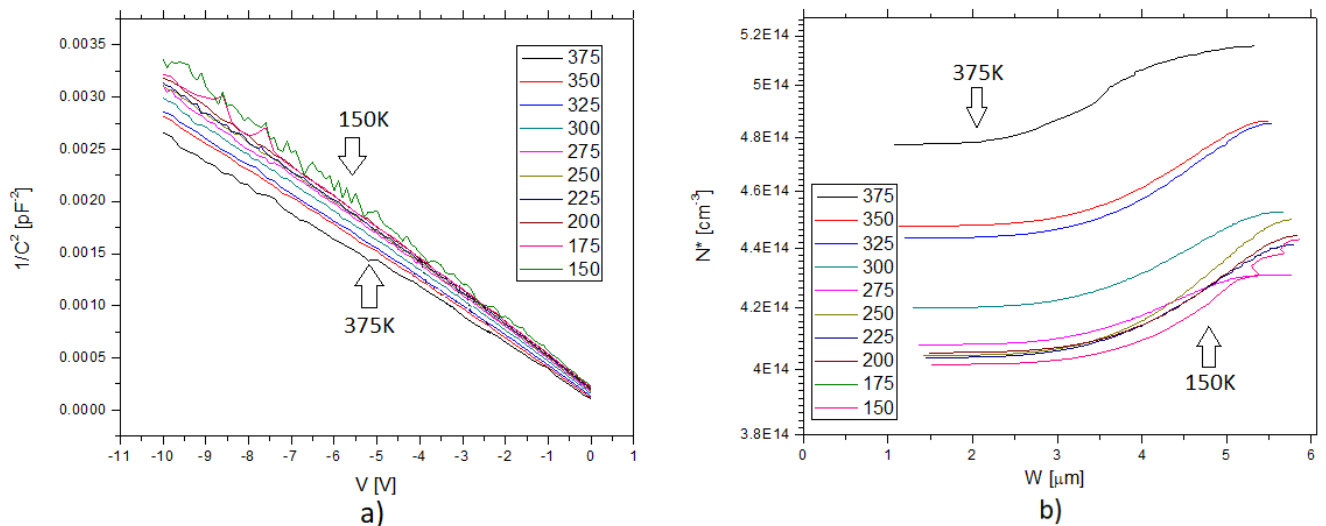 0.0035
0.0030
0.0025
0.0020
0.0015
0.0010
0.0005
0.0000
1/C² [pF⁻²]
-11 -10 -9 -8 -7 -6 -5 -4 -3 -2 -1 0 1
V [V]
a)
150K
375K
375
350
325
300
275
250
225
200
175
150
5.2E14
5E14
4.8E14
4.6E14
4.4E14
4.2E14
4E14
3.8E14
N* [cm⁻³]
0 1 2 3 4 5 6
W [µm]
b)
375K
150K
375
350
325
300
275
250
225
200
175
150